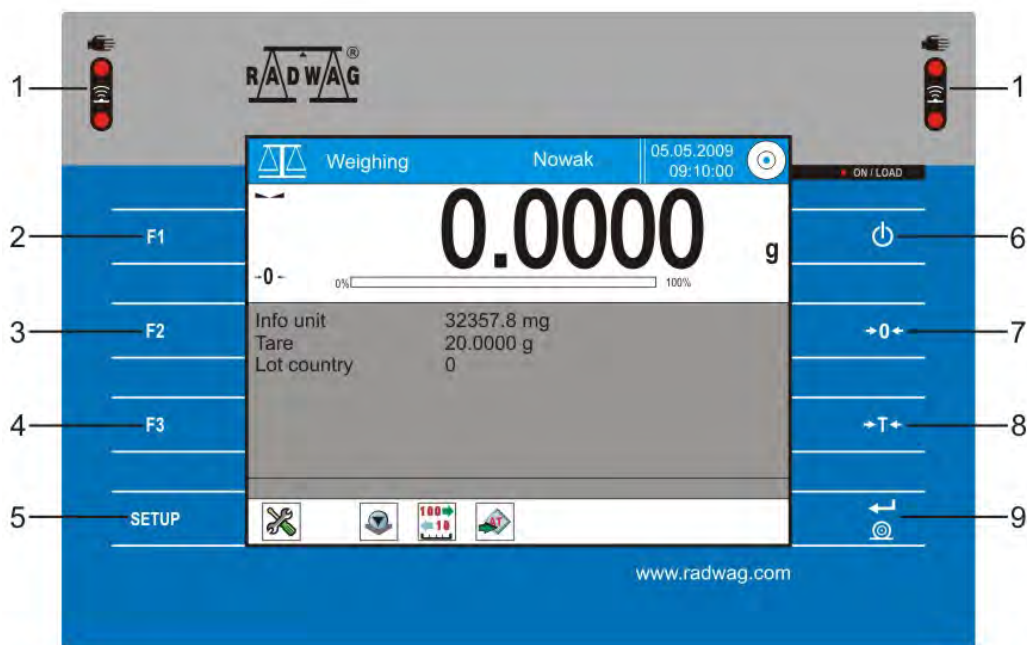 RADWAG®
1
1
Weighing Nowak 05.05.2009
09:10:00
ON / LOAD
0.0000 g
2 F1
6
→0←
0% 100%
3 F2
→0← 7
Info unit 32357.8 mg
Tare 20.0000 g
Lot country 0
4 F3
→T← 8
5 SETUP
100→
←10
AT
9
www.radwag.com